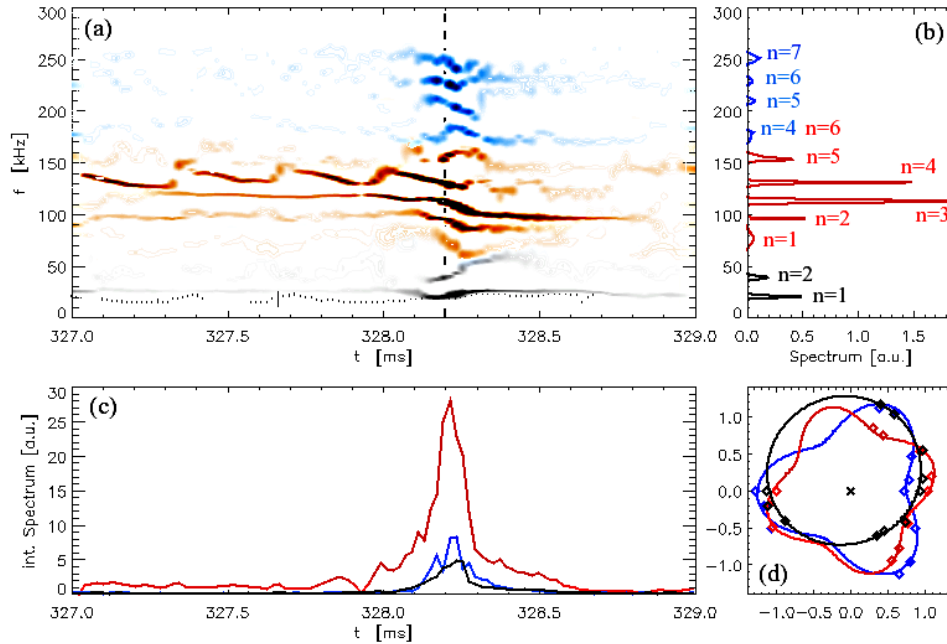 (a)
300
250
200
150
100
50
0
f [kHz]
327.0
327.5
328.0
328.5
329.0
t [ms]
(b)
n=7
n=6
n=5
n=4 n=6
n=5
n=4
n=3
n=2
n=1
n=2
n=1
0.0
0.5
1.0
1.5
Spectrum [a.u.]
(c)
30
25
20
15
10
5
0
int. Spectrum [a.u.]
327.0
327.5
328.0
328.5
329.0
t [ms]
1.0
0.5
0.0
-0.5
-1.0
(d)
-1.0
-0.5
0.0
0.5
1.0